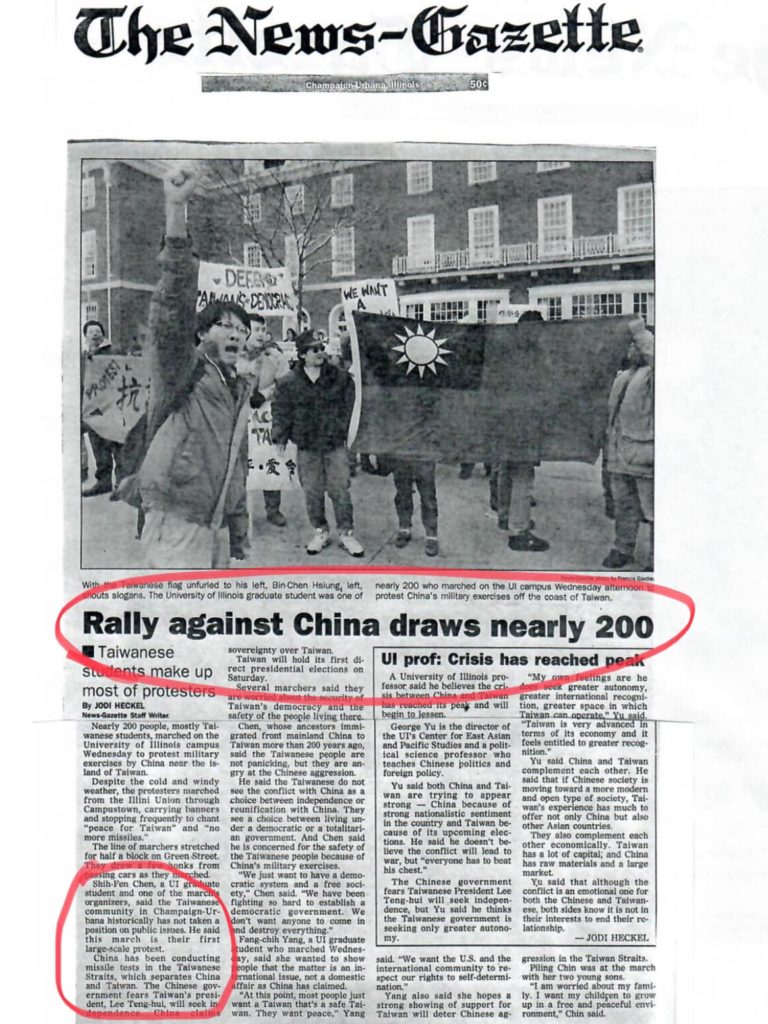 The News-Gazette
Champaign-Urbana, Illinois
50¢
DEFEND
TAIWAN'S DEMOCRACY
WE WANT
A
PROTEST
抗
愛
With the Taiwanese flag unfurled to his left, Bin-Chen Hsiung, left,
shouts slogans. The University of Illinois graduate student was one of
nearly 200 who marched on the UI campus Wednesday afternoon to
protest China's military exercises off the coast of Taiwan.
Rally against China draws nearly 200
■ Taiwanese
students make up
most of protesters
By JODI HECKEL
News-Gazette Staff Writer
Nearly 200 people, mostly Tai-
wanese students, marched on the
University of Illinois campus
Wednesday to protest military
exercises by China near the is-
land of Taiwan.
Despite the cold and windy
weather, the protesters marched
from the Illini Union through
Campustown, carrying banners
and stopping frequently to chant
"peace for Taiwan" and "no
more missiles."
The line of marchers stretched
for half a block on Green Street.
They drew a few honks from
passing cars as they marched.
Shih-Fen Chen, a UI graduate
student and one of the march's
organizers, said the Taiwanese
community in Champaign-Ur-
bana historically has not taken a
position on public issues. He said
this march is their first
large-scale protest.
China has been conducting
missile tests in the Taiwanese
Straits, which separates China
and Taiwan. The Chinese gov-
ernment fears Taiwan's presi-
dent, Lee Teng-hui, will seek in-
dependence. China claims
sovereignty over Taiwan.
Taiwan will hold its first di-
rect presidential elections on
Saturday.
Several marchers said they
are worried about the security of
Taiwan's democracy and the
safety of the people living there.
Chen, whose ancestors immi-
grated from mainland China to
Taiwan more than 200 years ago,
said the Taiwanese people are
not panicking, but they are an-
gry at the Chinese aggression.
He said the Taiwanese do not
see the conflict with China as a
choice between independence or
reunification with China. They
see a choice between living un-
der a democratic or a totalitari-
an government. And Chen said
he is concerned for the safety of
the Taiwanese people because of
China's military exercises.
"We just want to have a dem-
ocratic system and a free soci-
ety," Chen said. "We have been
fighting so hard to establish a
democratic government. We
don't want anyone to come in
and destroy everything."
Fang-chih Yang, a UI graduate
student who marched Wednes-
day, said she wanted to show
people that the matter is an in-
ternational issue, not a domestic
affair as China has claimed.
"At this point, most people just
want a Taiwan that's a safe Tai-
wan. They want peace," Yang
UI prof: Crisis has reached peak
A University of Illinois pro-
fessor said he believes the cri-
sis between China and Taiwan
has reached its peak and will
begin to lessen.
George Yu is the director of
the UI's Center for East Asian
and Pacific Studies and a polit-
ical science professor who
teaches Chinese politics and
foreign policy.
Yu said both China and Tai-
wan are trying to appear
strong — China because of
strong nationalistic sentiment
in the country and Taiwan be-
cause of its upcoming elec-
tions. He said he doesn't be-
lieve the conflict will lead to
war, but "everyone has to beat
his chest."
The Chinese government
fears Taiwanese President Lee
Teng-hui will seek indepen-
dence, but Yu said he thinks
the Taiwanese government is
seeking only greater autono-
my.
"My own feelings are he
does seek greater autonomy,
greater international recogni-
tion, greater space in which
Taiwan can operate," Yu said.
"Taiwan is very advanced in
terms of its economy and it
feels entitled to greater recog-
nition."
Yu said China and Taiwan
complement each other. He
said that if Chinese society is
moving toward a more modern
and open type of society, Tai-
wan's experience has much to
offer not only China but also
other Asian countries.
They also complement each
other economically. Taiwan
has a lot of capital; and China
has raw materials and a large
market.
Yu said that although the
conflict is an emotional one for
both the Chinese and Taiwan-
ese, both sides know it is not in
their interests to end their re-
lationship.
— JODI HECKEL
said. "We want the U.S. and the
international community to re-
spect our rights to self-determi-
nation."
Yang also said she hopes a
strong showing of support for
Taiwan will deter Chinese ag-
gression in the Taiwan Straits.
Piling Chin was at the march
with her two young sons.
"I am worried about my fami-
ly. I want my children to grow
up in a free and peaceful envi-
ronment," Chin said.